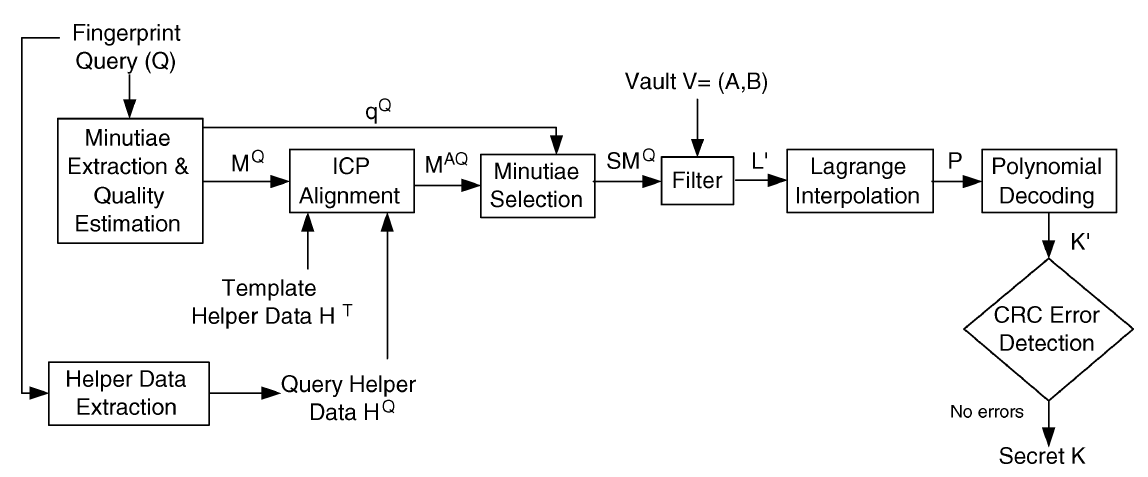 Fingerprint
Query (Q)
Minutiae
Extraction &
Quality
Estimation
q^Q
M^Q
ICP
Alignment
M^AQ
Minutiae
Selection
SM^Q
Vault V= (A,B)
Filter
L'
Lagrange
Interpolation
P
Polynomial
Decoding
K'
CRC Error
Detection
No errors
Secret K
Template
Helper Data H^T
Helper Data
Extraction
Query Helper
Data H^Q